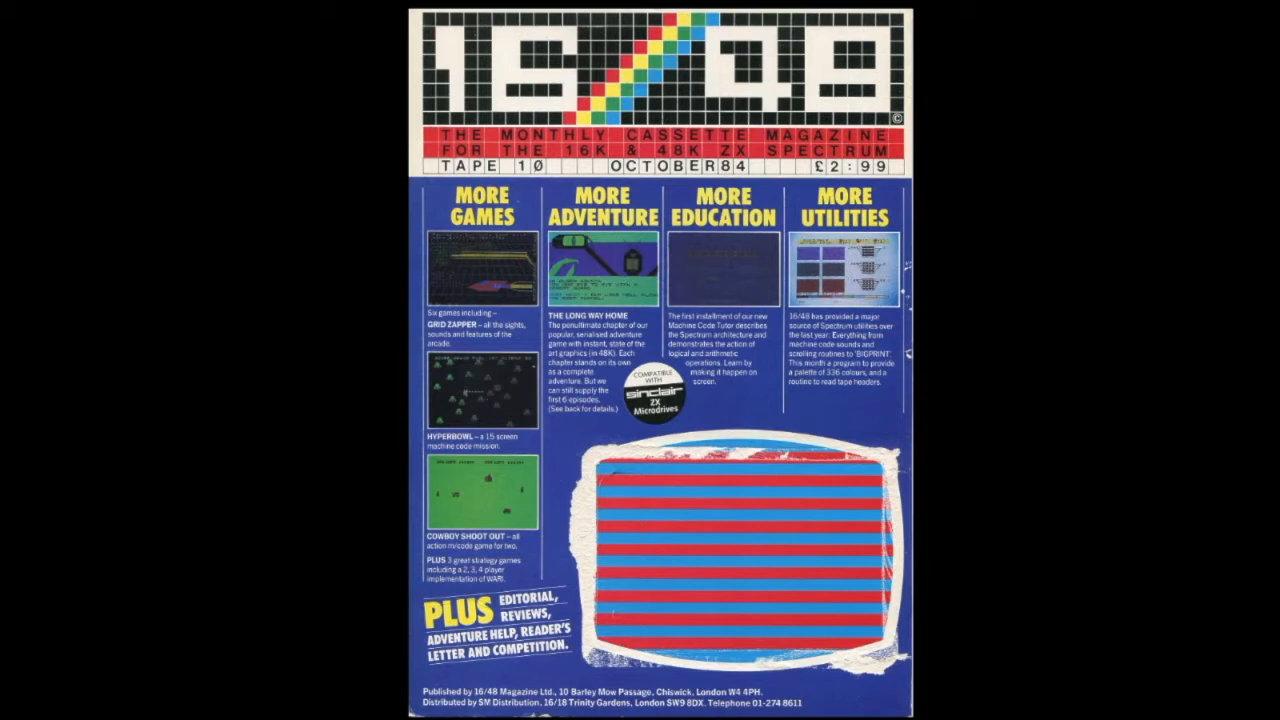 16/48
©
THE MONTHLY CASSETTE MAGAZINE
FOR THE 16K & 48K ZX SPECTRUM
TAPE 10 OCTOBER84 £2:99
MORE
GAMES
Six games including –
GRID ZAPPER – all the sights,
sounds and features of the
arcade.
HYPERBOWL – a 15 screen
machine code mission.
COWBOY SHOOT OUT – all
action m/code game for two.
PLUS 3 great strategy games
including a 2, 3, 4 player
implementation of WARI.
MORE
ADVENTURE
THE LONG WAY HOME
The penultimate chapter of our
popular, serialised adventure
game with instant, state of the
art graphics (in 48K). Each
chapter stands on its own
as a complete
adventure. But we
can still supply the
first 6 episodes.
(See back for details.)
MORE
EDUCATION
The first installment of our new
Machine Code Tutor describes
the Spectrum architecture and
demonstrates the action of
logical and arithmetic
operations. Learn by
making it happen on
screen.
MORE
UTILITIES
16/48 has provided a major
source of Spectrum utilities over
the last year: Everything from
machine code sounds and
scrolling routines to 'BIGPRINT'.
This month a program to provide
a palette of 336 colours, and a
routine to read tape headers.
COMPATIBLE
WITH
sinclair
ZX
Microdrives
PLUS EDITORIAL,
REVIEWS,
ADVENTURE HELP, READER'S
LETTER AND COMPETITION.
Published by 16/48 Magazine Ltd., 10 Barley Mow Passage, Chiswick, London W4 4PH.
Distributed by SM Distribution, 16/18 Trinity Gardens, London SW9 8DX. Telephone 01-274 8611